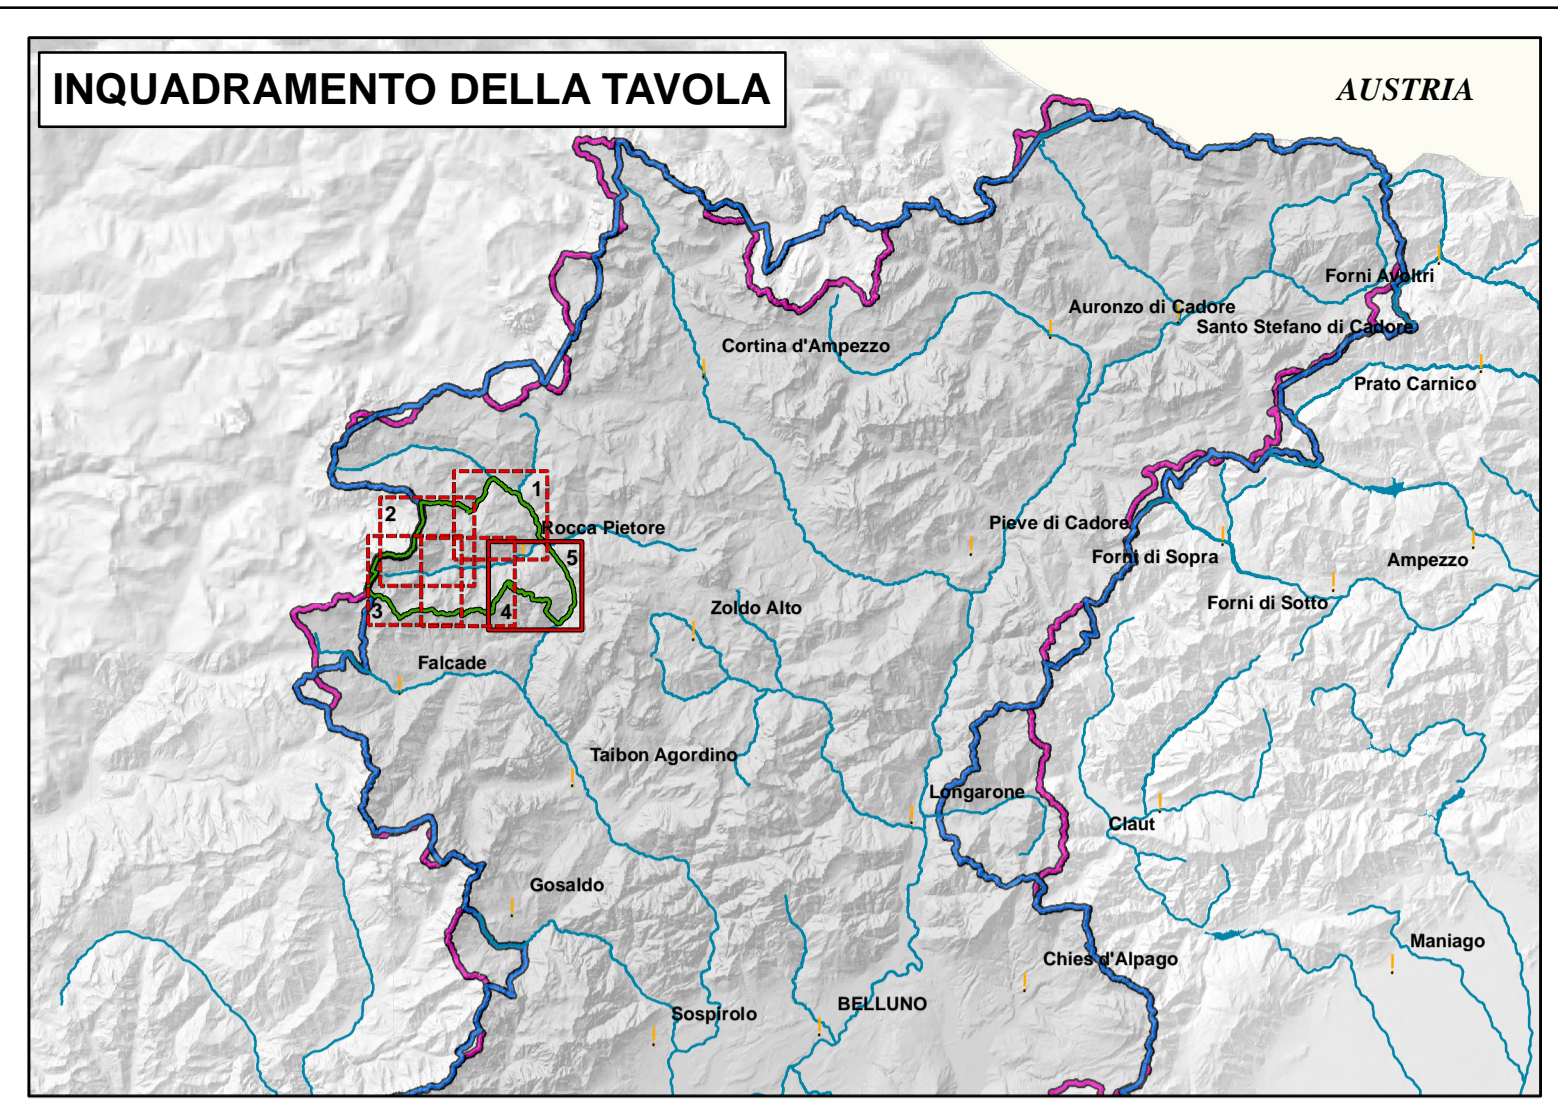 INQUADRAMENTO DELLA TAVOLA
AUSTRIA
Forni Avoltri
Auronzo di Cadore
Santo Stefano di Cadore
Cortina d'Ampezzo
Prato Carnico
1
2
Rocca Pietore
Pieve di Cadore
5
Forni di Sopra
Ampezzo
3
4
Zoldo Alto
Forni di Sotto
Falcade
Taibon Agordino
Longarone
Claut
Gosaldo
Maniago
Chies d'Alpago
BELLUNO
Sospirolo